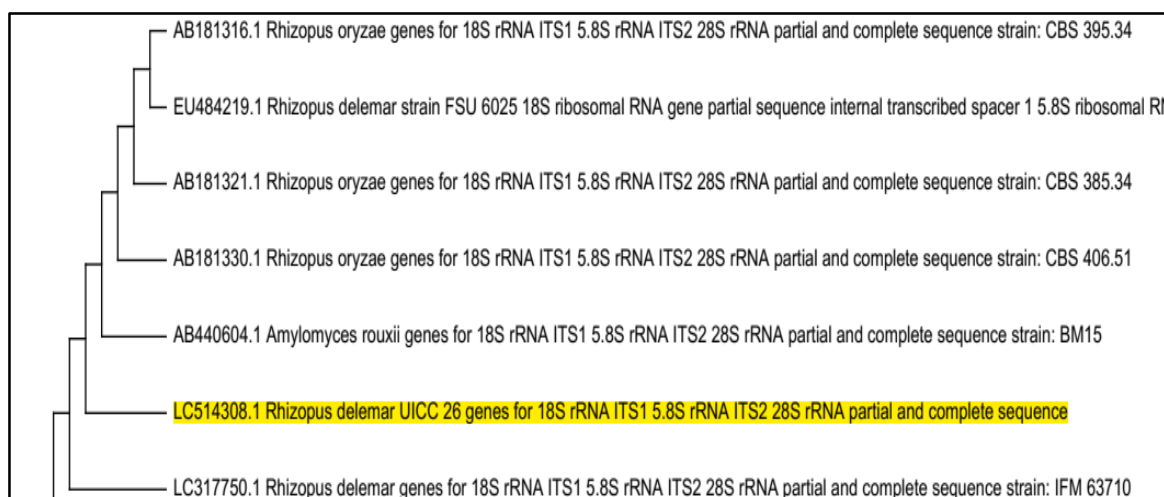 AB181316.1 Rhizopus oryzae genes for 18S rRNA ITS1 5.8S rRNA ITS2 28S rRNA partial and complete sequence strain: CBS 395.34
EU484219.1 Rhizopus delemar strain FSU 6025 18S ribosomal RNA gene partial sequence internal transcribed spacer 1 5.8S ribosomal
AB181321.1 Rhizopus oryzae genes for 18S rRNA ITS1 5.8S rRNA ITS2 28S rRNA partial and complete sequence strain: CBS 385.34
AB181330.1 Rhizopus oryzae genes for 18S rRNA ITS1 5.8S rRNA ITS2 28S rRNA partial and complete sequence strain: CBS 406.51
AB440604.1 Amylomyces rouxii genes for 18S rRNA ITS1 5.8S rRNA ITS2 28S rRNA partial and complete sequence strain: BM15
LC514308.1 Rhizopus delemar UICC 26 genes for 18S rRNA ITS1 5.8S rRNA ITS2 28S rRNA partial and complete sequence
LC317750.1 Rhizopus delemar genes for 18S rRNA ITS1 5.8S rRNA ITS2 28S rRNA partial and complete sequence strain: IFM 63710